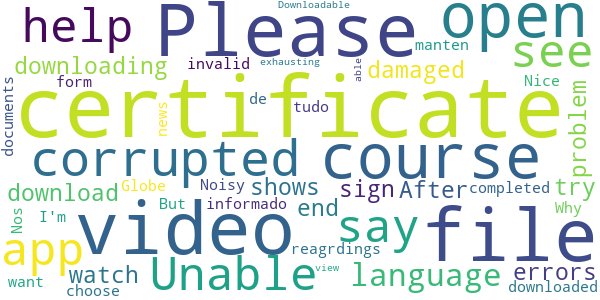 Downloadable
help Please open
manten see
downloading invalid exhausting able damaged
form Nice
documents certificate
news de tudo problem
corrupted course
download Globe Noisy shows sign After completed try
Nos I'm But informado end say Why
video file
app reagrdings
watch Unable view language errors
want choose downloaded